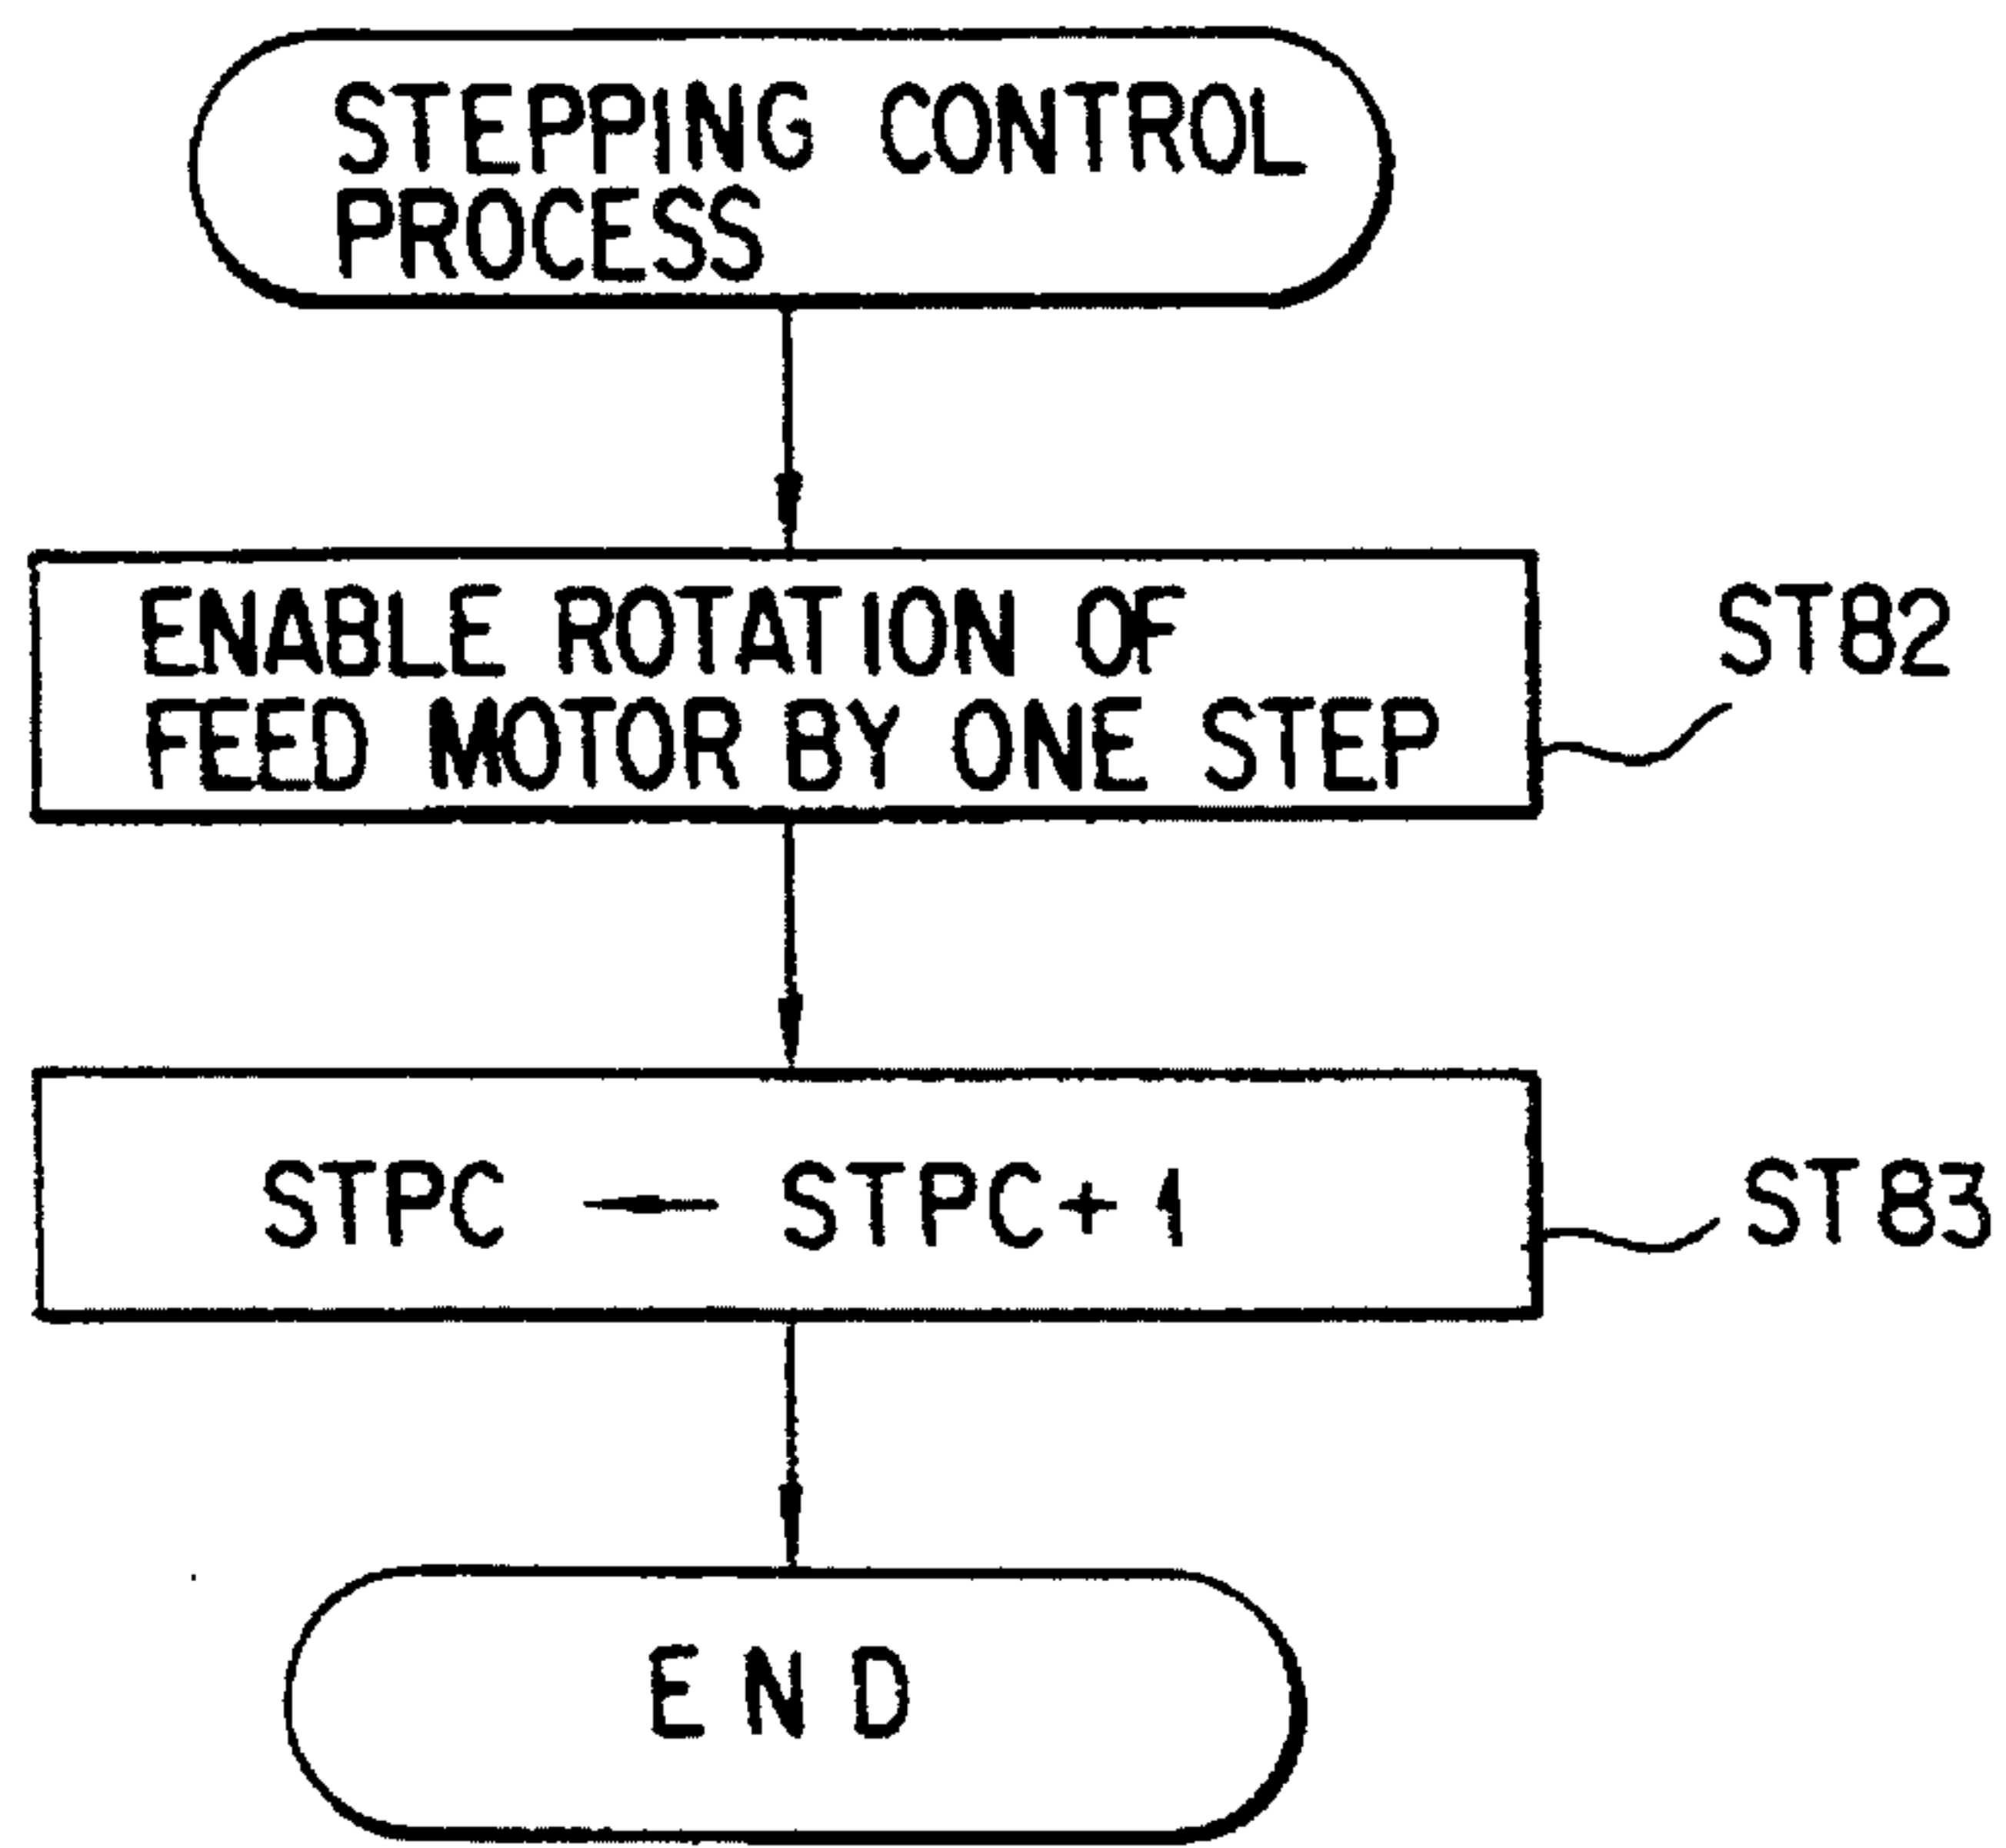 STEPPING CONTROL
PROCESS
ENABLE ROTATION OF
FEED MOTOR BY ONE STEP
ST82
STPC ← STPC+1
ST83
END